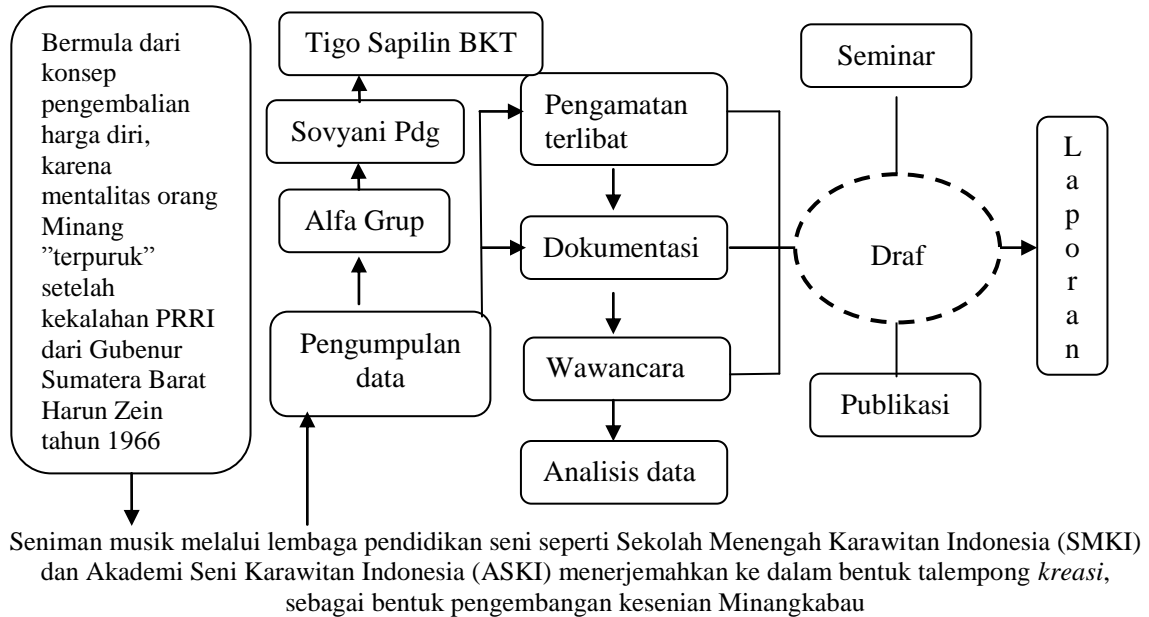 Bermula dari
konsep
pengembalian
harga diri,
karena
mentalitas orang
Minang
”terpuruk”
setelah
kekalahan PRRI
dari Gubenur
Sumatera Barat
Harun Zein
tahun 1966
Tigo Sapilin BKT
Sovyani Pdg
Alfa Grup
Pengumpulan
data
Pengamatan
terlibat
Dokumentasi
Wawancara
Analisis data
Seminar
Draf
Publikasi
L
a
p
o
r
a
n
Seniman musik melalui lembaga pendidikan seni seperti Sekolah Menengah Karawitan Indonesia (SMKI)
dan Akademi Seni Karawitan Indonesia (ASKI) menerjemahkan ke dalam bentuk talempong kreasi,
sebagai bentuk pengembangan kesenian Minangkabau